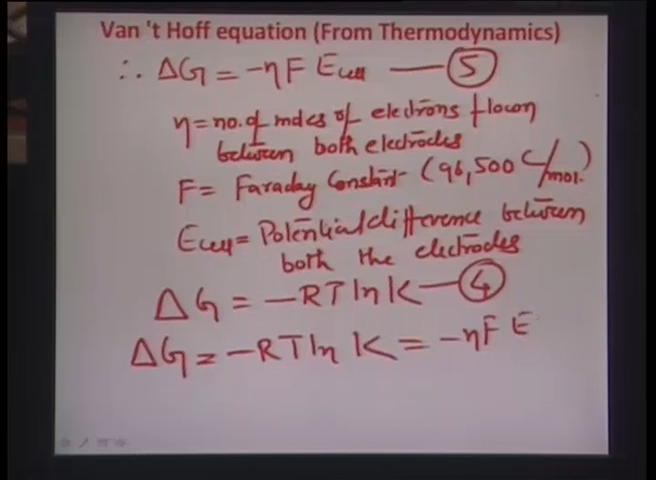 Van 't Hoff equation (From Thermodynamics)
∴ ΔG = -ηF Ecell — 5
η = no. of moles of electrons flown
between both electrodes
F = Faraday Constant (96,500 C/mol.)
Ecell = Potential difference between
both the electrodes
ΔG = -RT ln K — 4
ΔG = -RT ln K = -ηF E